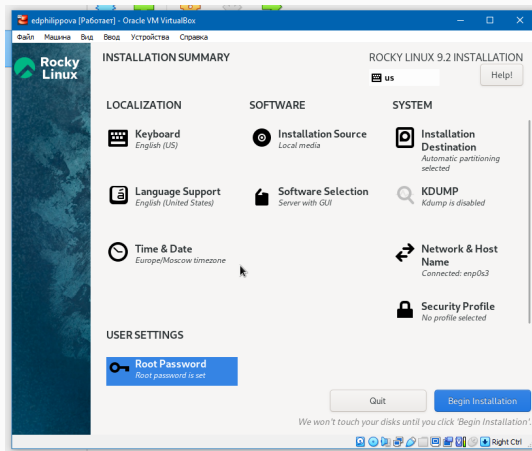 edphilippova [Работает] - Oracle VM VirtualBox
Файл Машина Вид Ввод Устройства Справка
Rocky
Linux
INSTALLATION SUMMARY
ROCKY LINUX 9.2 INSTALLATION
us
Help!
LOCALIZATION
Keyboard
English (US)
Language Support
English (United States)
Time & Date
Europe/Moscow timezone
SOFTWARE
Installation Source
Local media
Software Selection
Server with GUI
SYSTEM
Installation
Destination
Automatic partitioning
selected
KDUMP
Kdump is disabled
Network & Host
Name
Connected: enp0s3
Security Profile
No profile selected
USER SETTINGS
Root Password
Root password is set
Quit
Begin Installation
We won't touch your disks until you click 'Begin Installation'.
Right Ctrl